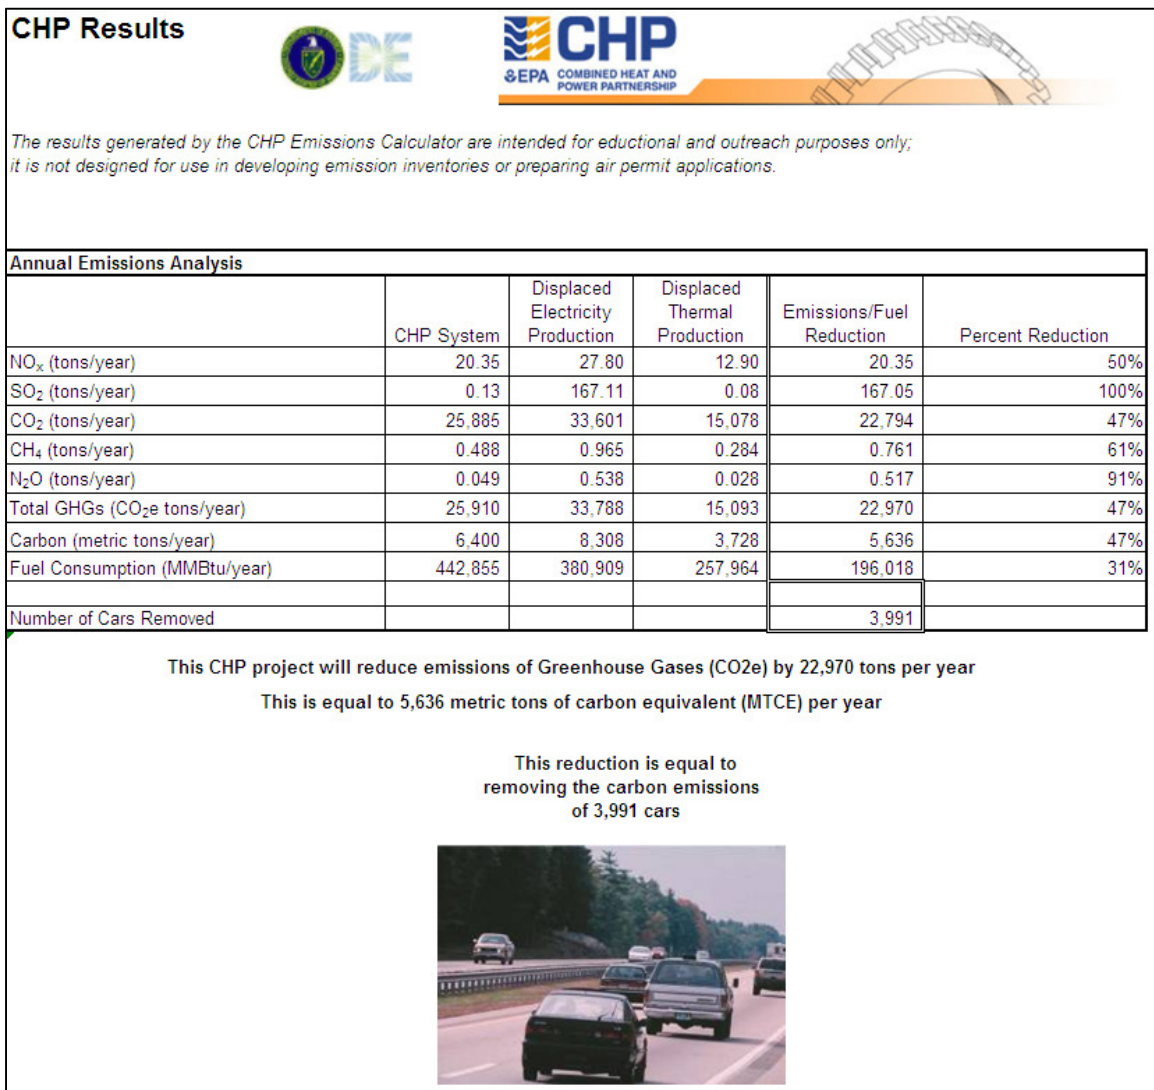 CHP Results
DE
CHP
EPA COMBINED HEAT AND
POWER PARTNERSHIP
The results generated by the CHP Emissions Calculator are intended for eductional and outreach purposes only;
it is not designed for use in developing emission inventories or preparing air permit applications.
Annual Emissions Analysis
CHP System Displaced Electricity Production Displaced Thermal Production Emissions/Fuel Reduction Percent Reduction
NOx (tons/year) 20.35 27.80 12.90 20.35 50%
SO2 (tons/year) 0.13 167.11 0.08 167.05 100%
CO2 (tons/year) 25,885 33,601 15,078 22,794 47%
CH4 (tons/year) 0.488 0.965 0.284 0.761 61%
N2O (tons/year) 0.049 0.538 0.028 0.517 91%
Total GHGs (CO2e tons/year) 25,910 33,788 15,093 22,970 47%
Carbon (metric tons/year) 6,400 8,308 3,728 5,636 47%
Fuel Consumption (MMBtu/year) 442,855 380,909 257,964 196,018 31%
Number of Cars Removed 3,991
This CHP project will reduce emissions of Greenhouse Gases (CO2e) by 22,970 tons per year
This is equal to 5,636 metric tons of carbon equivalent (MTCE) per year
This reduction is equal to
removing the carbon emissions
of 3,991 cars